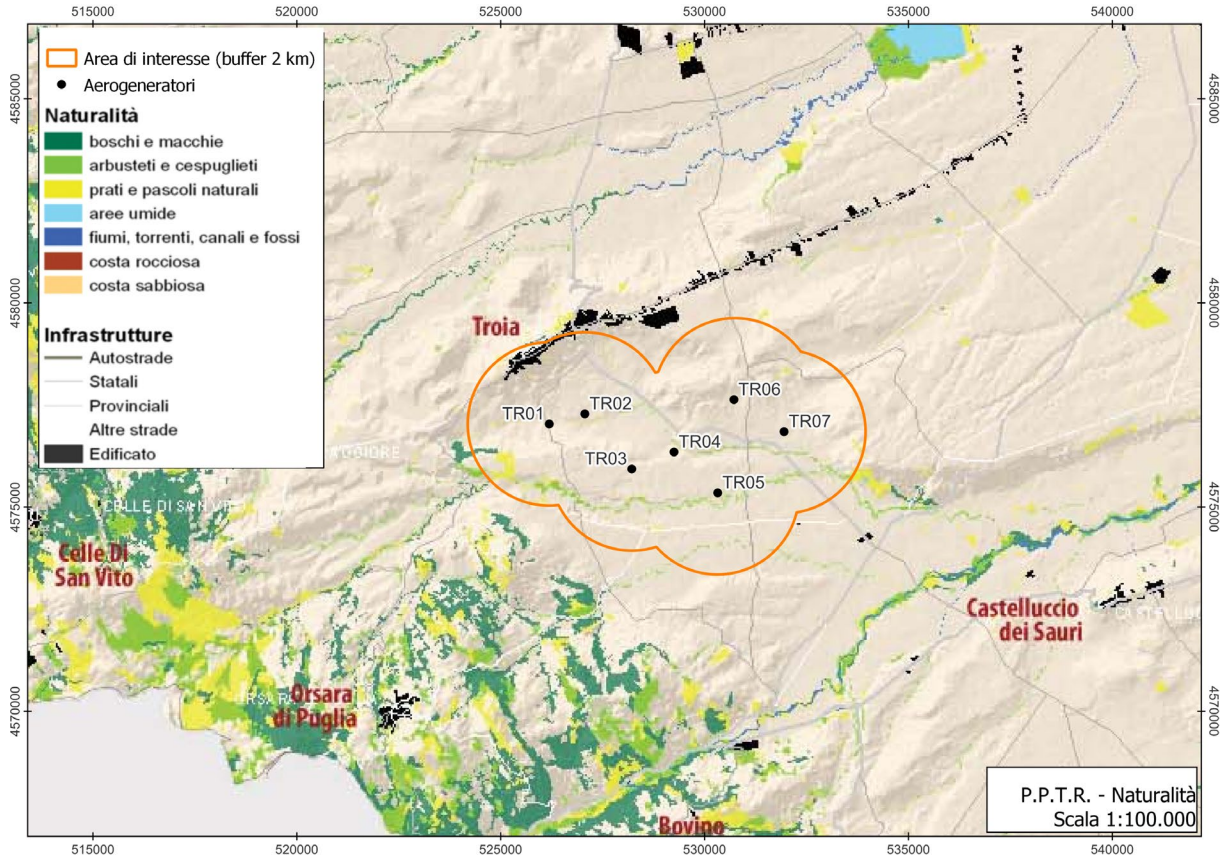 515000
520000
525000
530000
535000
540000
Area di interesse (buffer 2 km)
Aerogeneratori
Naturalità
boschi e macchie
arbusteti e cespuglieti
prati e pascoli naturali
aree umide
fiumi, torrenti, canali e fossi
costa rocciosa
costa sabbiosa
Infrastrutture
Autostrade
Statali
Provinciali
Altre strade
Edificato
4585000
4585000
4580000
4580000
Troia
TR01
TR02
TR03
TR04
TR05
TR06
TR07
4575000
4575000
CELLE DI SAN VITO
Celle Di
San Vito
Castelluccio
dei Sauri
Orsara
di Puglia
4570000
4570000
Bovino
P.P.T.R. - Naturalità
Scala 1:100.000
515000
520000
525000
530000
535000
540000